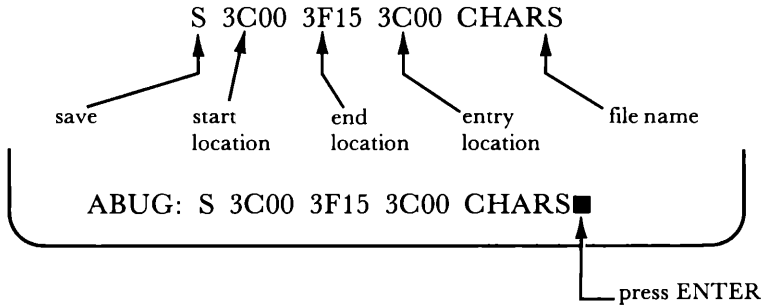 S 3C00 3F15 3C00 CHARS
save start location end location entry location file name
ABUG: S 3C00 3F15 3C00 CHARS
press ENTER